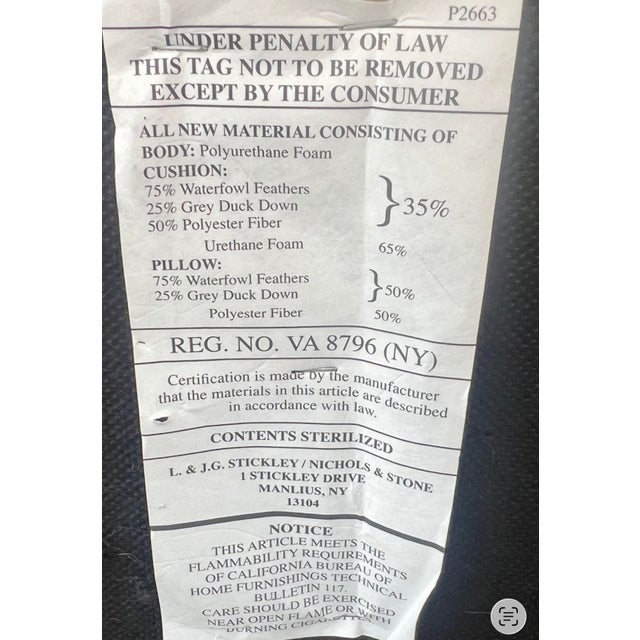 P2663
UNDER PENALTY OF LAW
THIS TAG NOT TO BE REMOVED
EXCEPT BY THE CONSUMER
ALL NEW MATERIAL CONSISTING OF
BODY: Polyurethane Foam
CUSHION:
75% Waterfowl Feathers
25% Grey Duck Down } 35%
50% Polyester Fiber
Urethane Foam 65%
PILLOW:
75% Waterfowl Feathers
25% Grey Duck Down } 50%
Polyester Fiber 50%
REG. NO. VA 8796 (NY)
Certification is made by the manufacturer
that the materials in this article are described
in accordance with law.
CONTENTS STERILIZED
L. & J.G. STICKLEY / NICHOLS & STONE
1 STICKLEY DRIVE
MANLIUS, NY
13104
NOTICE
THIS ARTICLE MEETS THE
FLAMMABILITY REQUIREMENTS
OF CALIFORNIA BUREAU OF
HOME FURNISHINGS TECHNICAL
BULLETIN 117.
CARE SHOULD BE EXERCISED
NEAR OPEN FLAME OR WITH
BURNING CIGARETTES